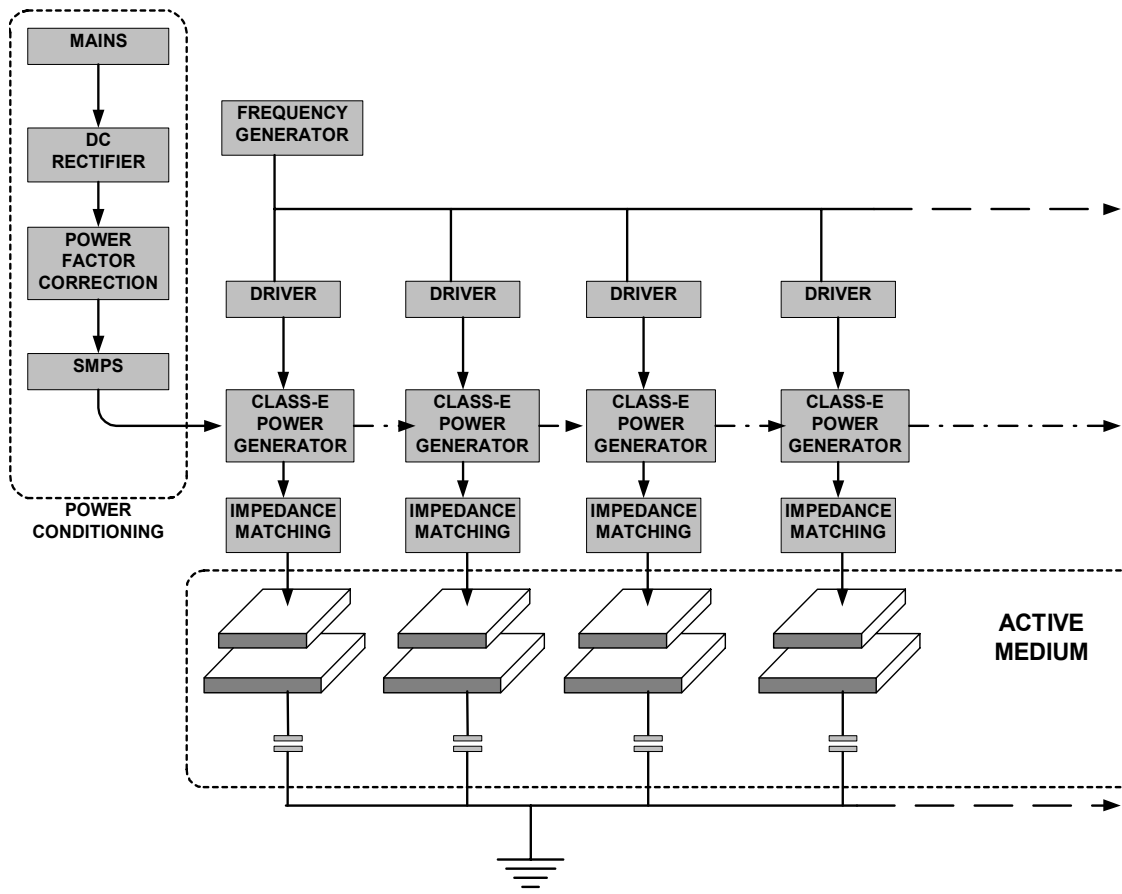 MAINS
DC
RECTIFIER
POWER
FACTOR
CORRECTION
SMPS
POWER
CONDITIONING
FREQUENCY
GENERATOR
DRIVER
DRIVER
DRIVER
DRIVER
CLASS-E
POWER
GENERATOR
CLASS-E
POWER
GENERATOR
CLASS-E
POWER
GENERATOR
CLASS-E
POWER
GENERATOR
IMPEDANCE
MATCHING
IMPEDANCE
MATCHING
IMPEDANCE
MATCHING
IMPEDANCE
MATCHING
ACTIVE
MEDIUM